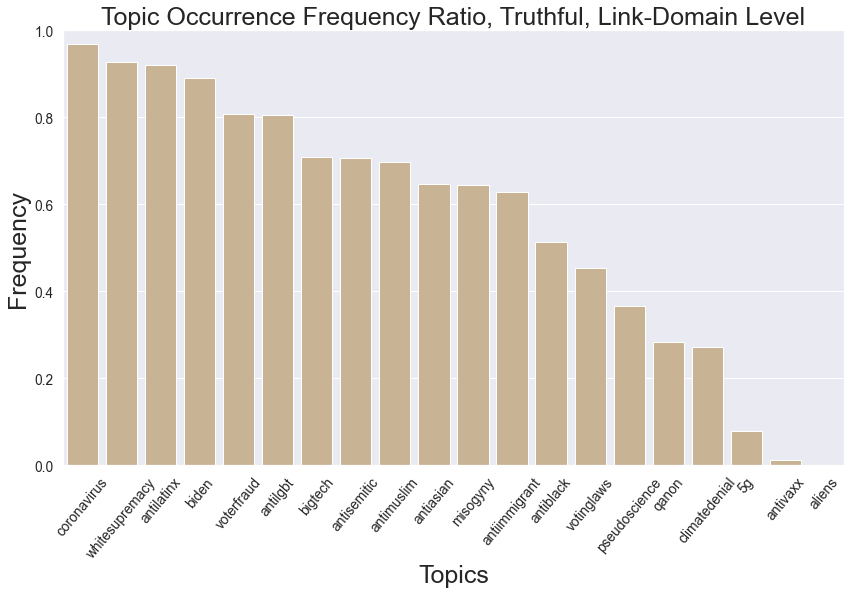 Topic Occurrence Frequency Ratio, Truthful, Link-Domain Level
Frequency
1.0
0.8
0.6
0.4
0.2
0.0
coronavirus
whitesupremacy
antilatinx
biden
voterfraud
antilgbt
bigtech
antisemitic
antimuslim
antiasian
misogyny
antiimmigrant
antiblack
votinglaws
pseudoscience
qanon
climatedenial
5g
antivaxx
aliens
Topics